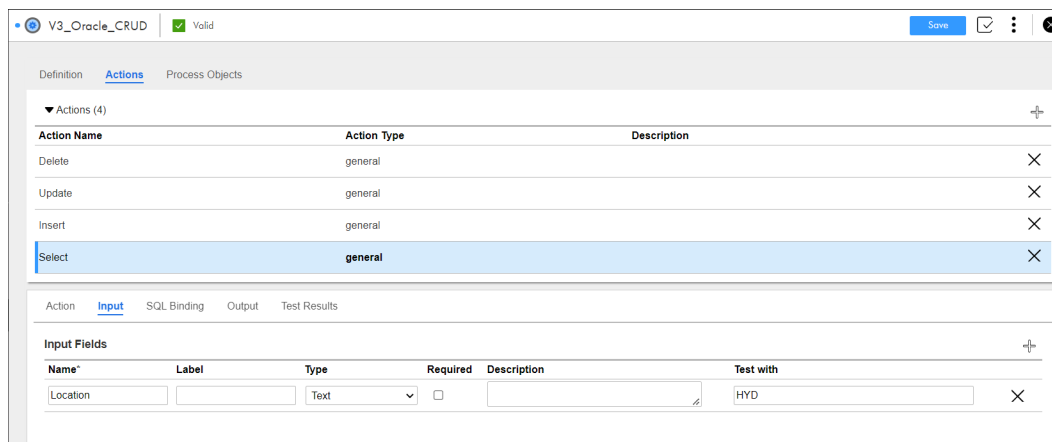 V3_Oracle_CRUD Valid Save
Definition Actions Process Objects
Actions (4)
Action Name Action Type Description
Delete general
Update general
Insert general
Select general
Action Input SQL Binding Output Test Results
Input Fields
Name* Label Type Required Description Test with
Location Text HYD